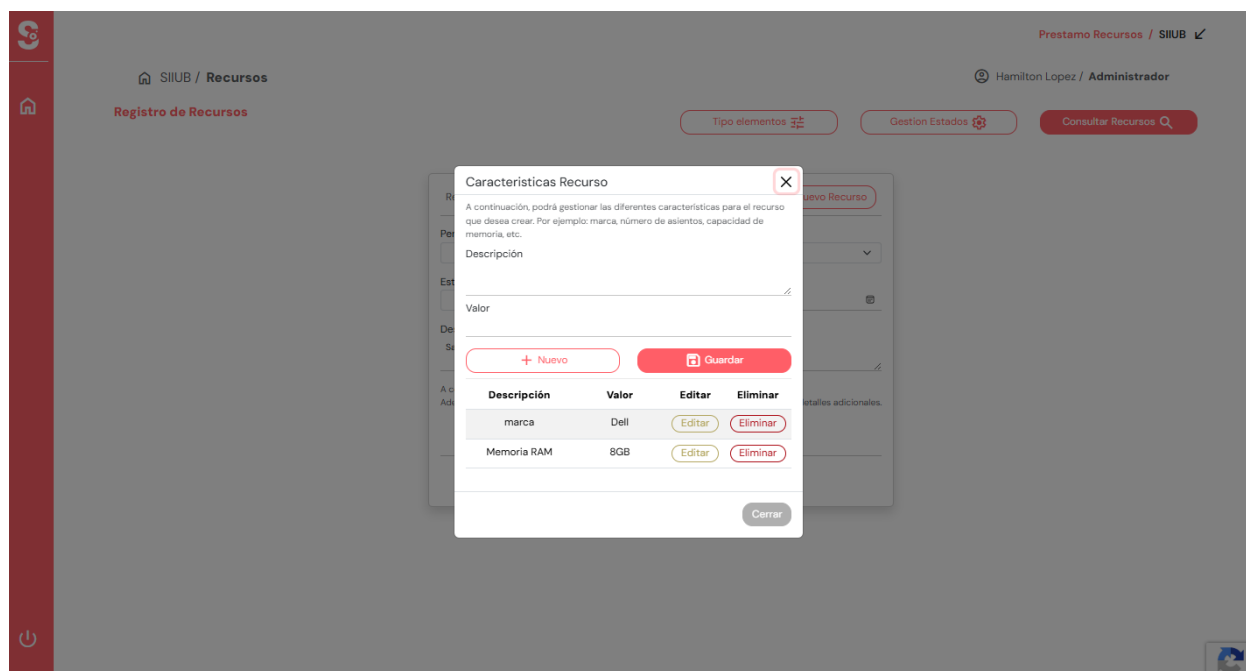 Prestamo Recursos / SIIUB
SIIUB / Recursos
Hamilton Lopez / Administrador
Registro de Recursos
Tipo elementos
Gestion Estados
Consultar Recursos
Caracteristicas Recurso
Recurso
A continuación, podrá gestionar las diferentes características para el recurso
que desea crear. Por ejemplo: marca, número de asientos, capacidad de
memoria, etc.
Descripción
Valor
Nuevo
Guardar
detalles adicionales.
Descripción Valor Editar Eliminar
marca Dell Editar Eliminar
Memoria RAM 8GB Editar Eliminar
Cerrar